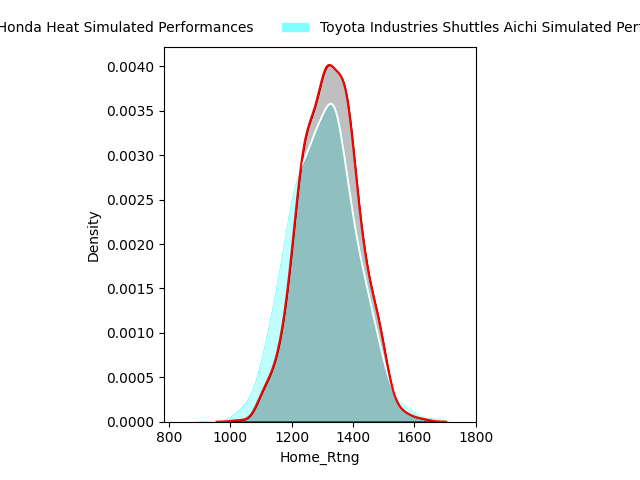 Honda Heat Simulated Performances
Toyota Industries Shuttles Aichi Simulated
0.0040
0.0035
0.0030
0.0025
0.0020
0.0015
0.0010
0.0005
0.0000
Density
800 1000 1200 1400 1600 1800
Home_Rtng